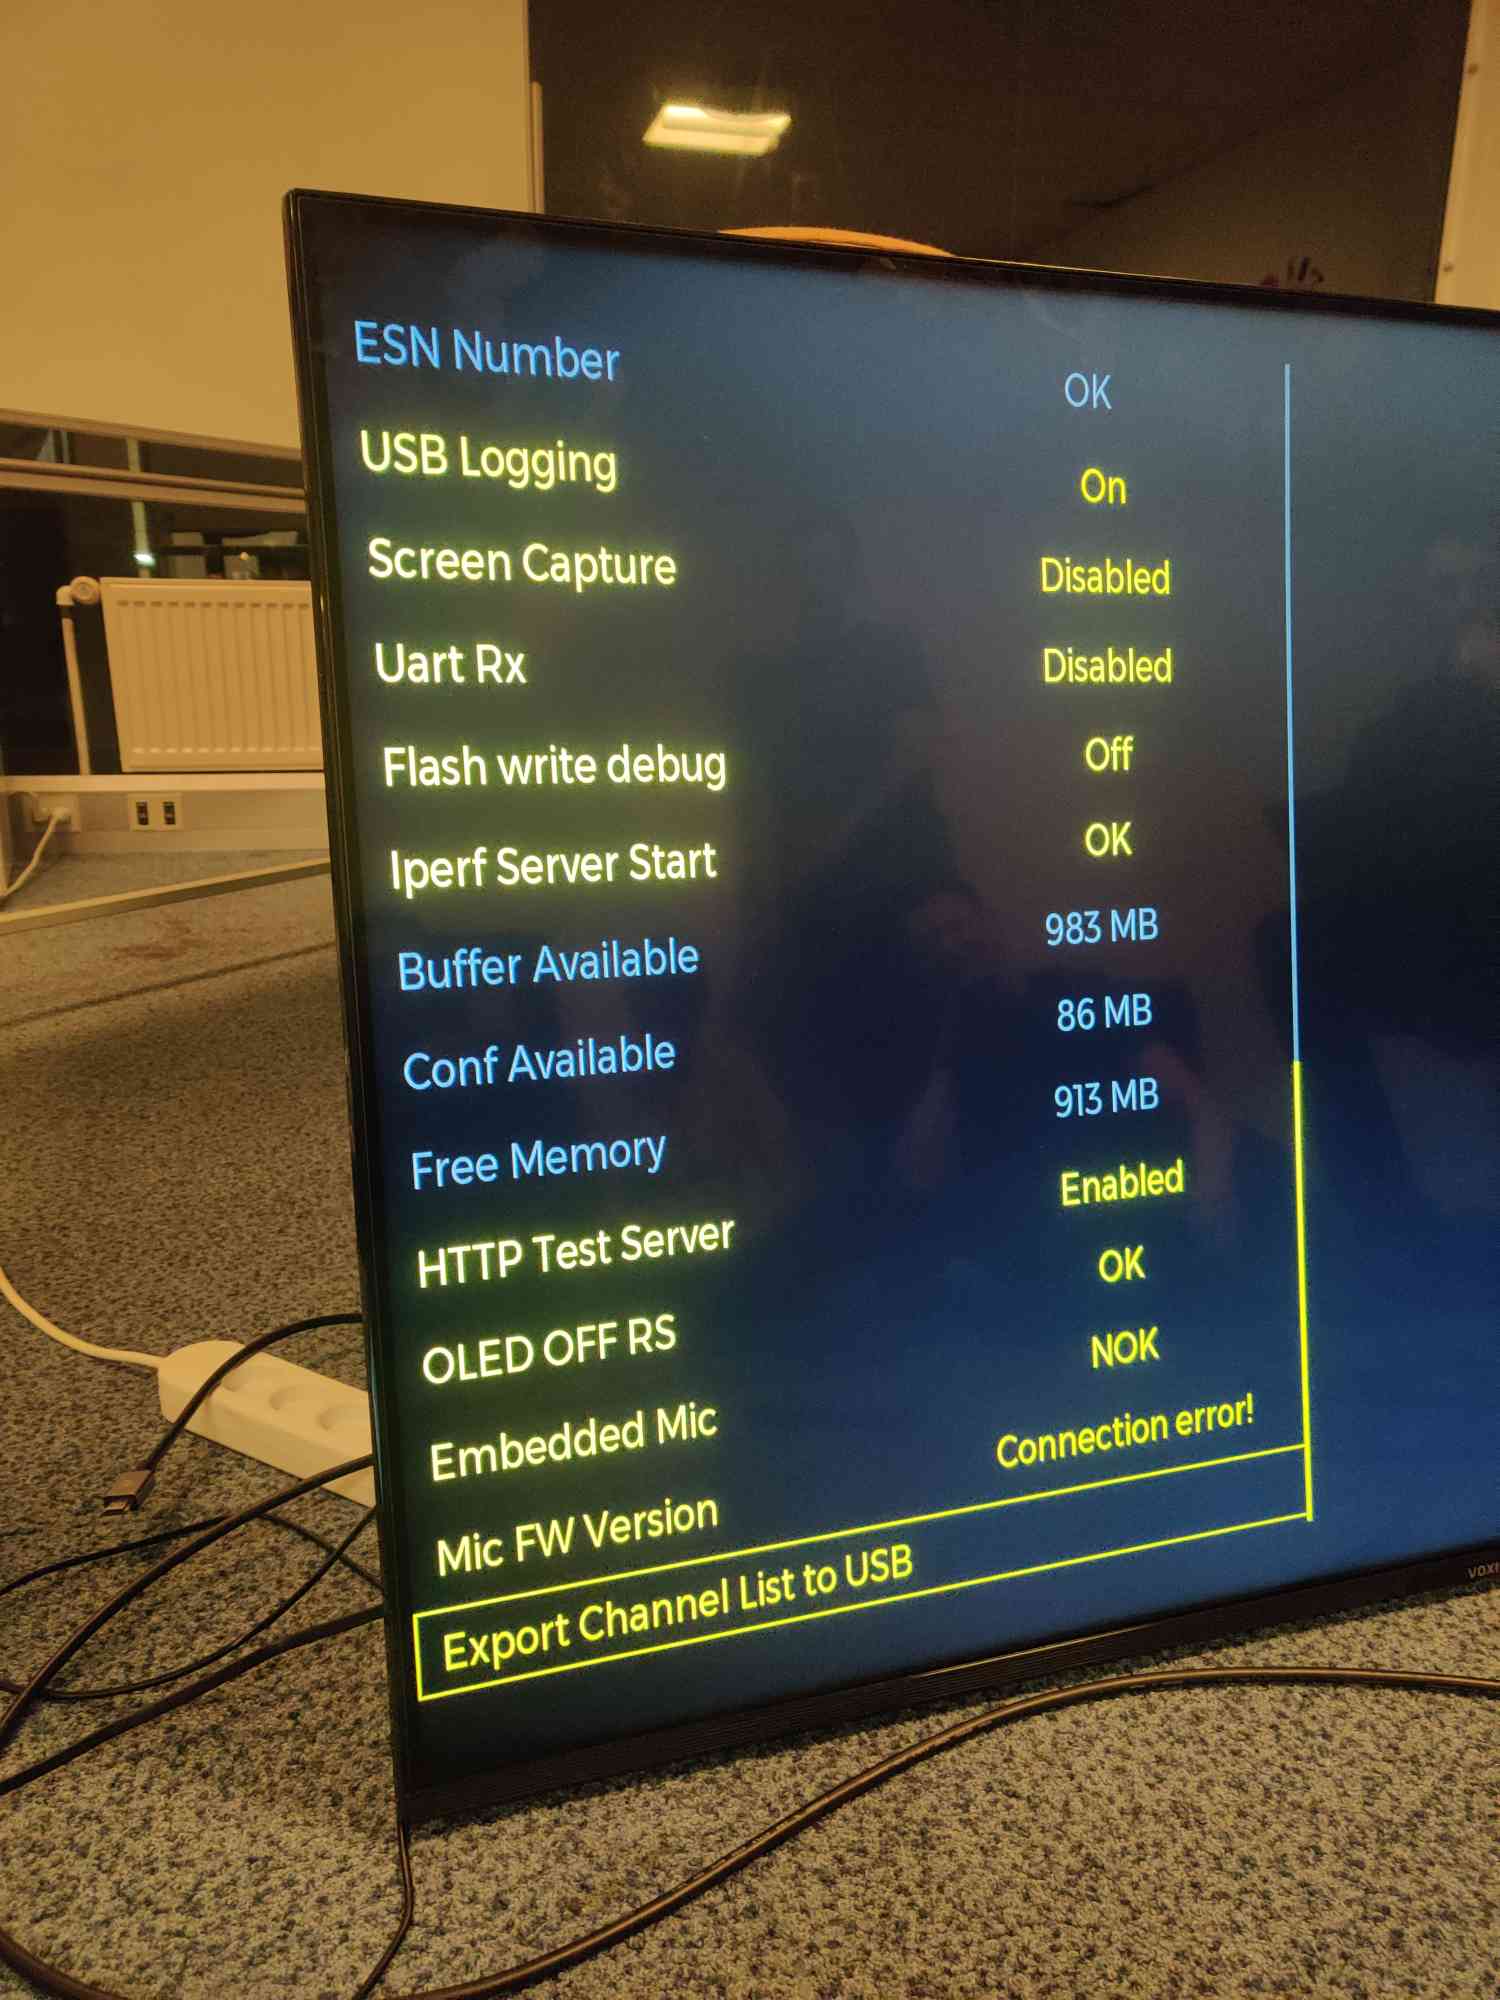 ESN Number OK
USB Logging On
Screen Capture Disabled
Uart Rx Disabled
Flash write debug Off
Iperf Server Start OK
Buffer Available 983 MB
Conf Available 86 MB
Free Memory 913 MB
HTTP Test Server Enabled
OLED OFF RS OK
Embedded Mic NOK
Mic FW Version Connection error!
Export Channel List to USB